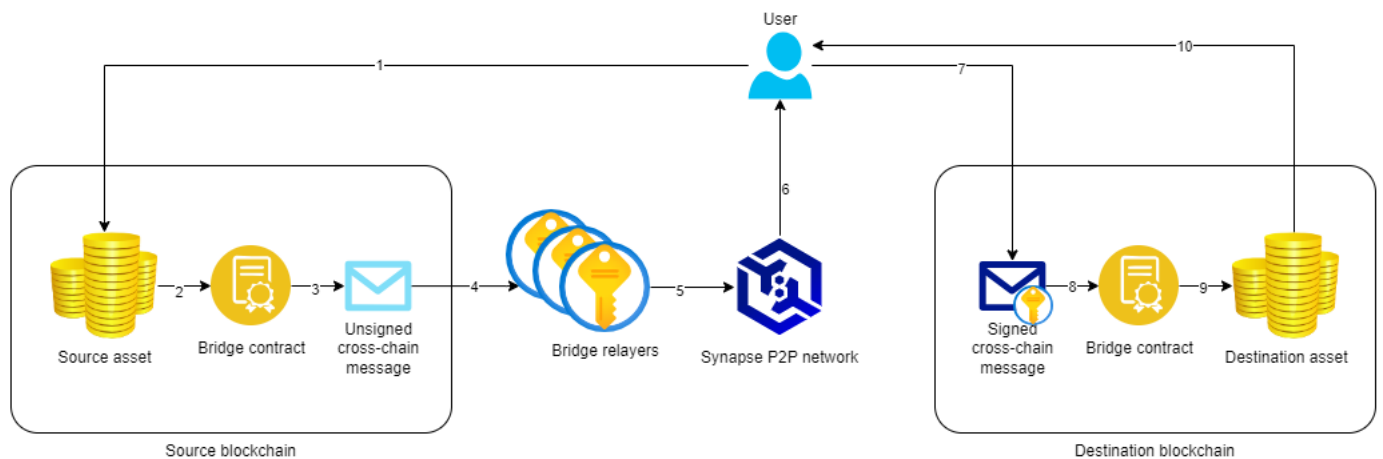 User
1
7
10
6
2
3
4
5
8
9
Source asset
Bridge contract
Unsigned
cross-chain
message
Bridge relayers
Synapse P2P network
Signed
cross-chain
message
Bridge contract
Destination asset
Source blockchain
Destination blockchain